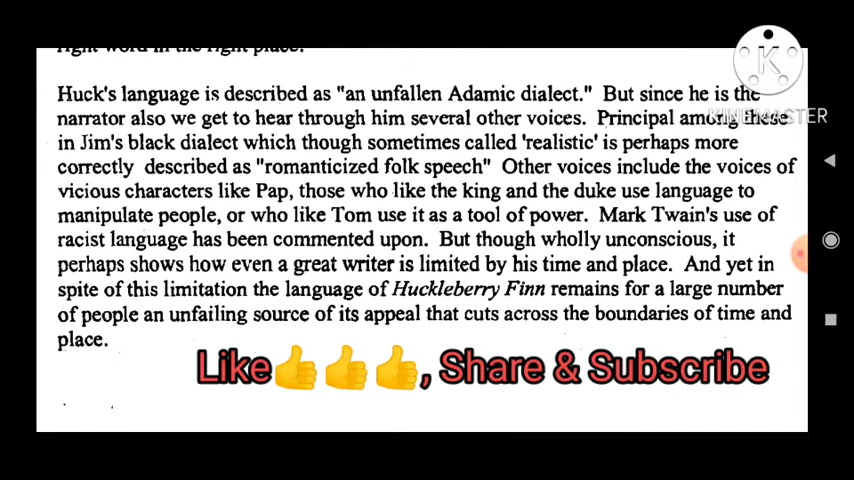 right word in the right place.
Huck's language is described as "an unfallen Adamic dialect." But since he is the
narrator also we get to hear through him several other voices. Principal among these
in Jim's black dialect which though sometimes called 'realistic' is perhaps more
correctly described as "romanticized folk speech" Other voices include the voices of
vicious characters like Pap, those who like the king and the duke use language to
manipulate people, or who like Tom use it as a tool of power. Mark Twain's use of
racist language has been commented upon. But though wholly unconscious, it
perhaps shows how even a great writer is limited by his time and place. And yet in
spite of this limitation the language of Huckleberry Finn remains for a large number
of people an unfailing source of its appeal that cuts across the boundaries of time and
place.
Like👍👍👍, Share & Subscribe
K
KINEMASTER